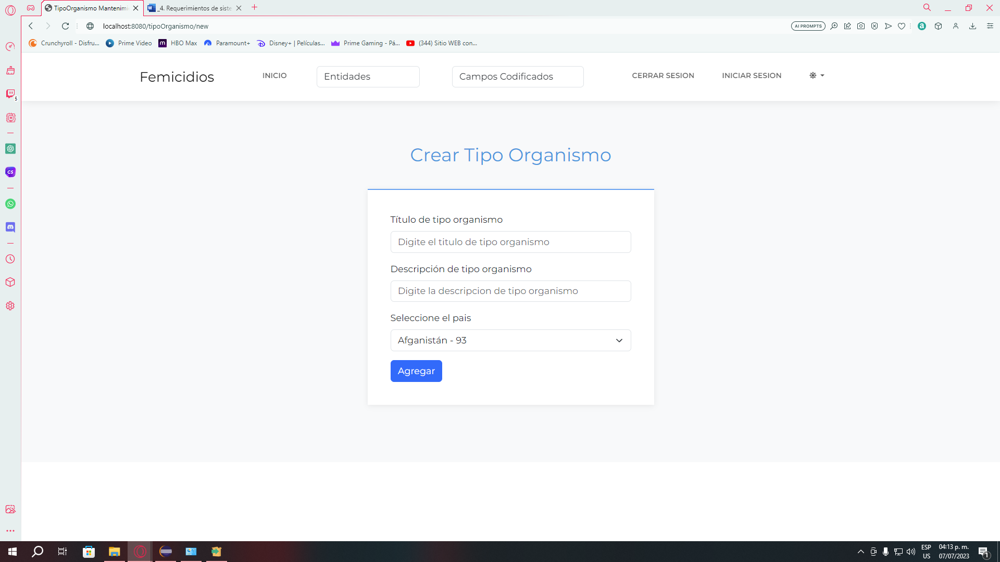 TipoOrganismo Mantenimi
_4. Requerimientos de siste
localhost:8080/tipoOrganismo/new
AI PROMPTS
Crunchyroll - Disfru...
Prime Video
HBO Max
Paramount+
Disney+ | Películas...
Prime Gaming - Pá...
(344) Sitio WEB con...
Femicidios
INICIO
Entidades
Campos Codificados
CERRAR SESION
INICIAR SESION
5
CS
Crear Tipo Organismo
Título de tipo organismo
Digite el titulo de tipo organismo
Descripción de tipo organismo
Digite la descripcion de tipo organismo
Seleccione el pais
Afganistán - 93
Agregar
ESP
US
04:13 p. m.
07/07/2023
1